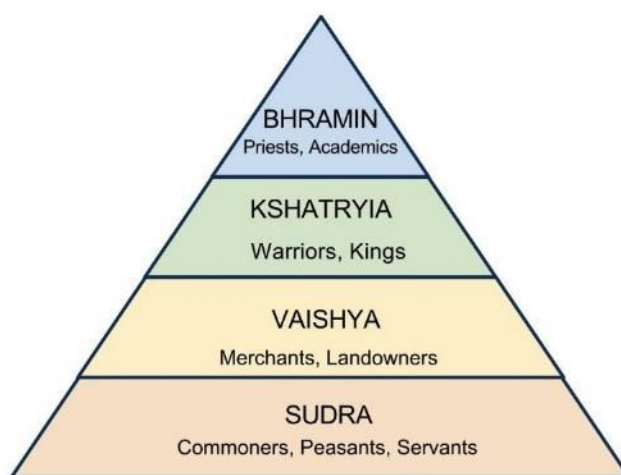 BHRAMIN
Priests, Academics
KSHATRYIA
Warriors, Kings
VAISHYA
Merchants, Landowners
SUDRA
Commoners, Peasants, Servants